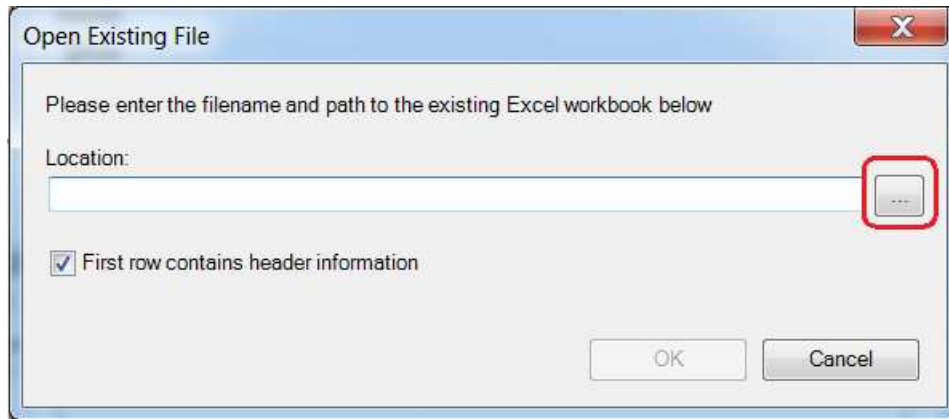 Open Existing File
Please enter the filename and path to the existing Excel workbook below
Location:
...
First row contains header information
OK
Cancel